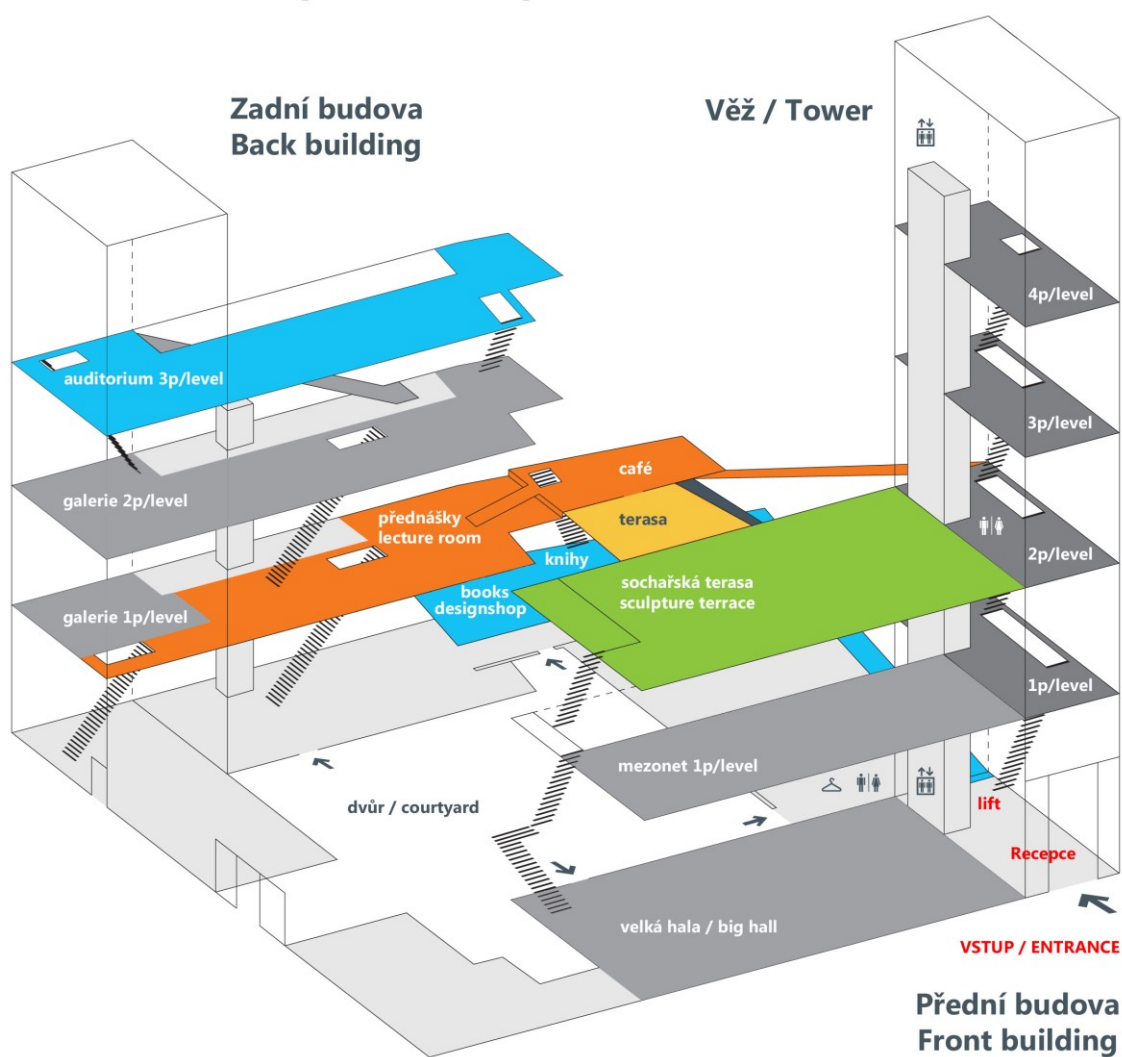 Zadní budova
Back building
Věž / Tower
4p/level
auditorium 3p/level
3p/level
café
galerie 2p/level
přednášky
lecture room
terasa
2p/level
knihy
books
designshop
sochařská terasa
sculpture terrace
galerie 1p/level
1p/level
mezonet 1p/level
dvůr / courtyard
lift
Recepce
velká hala / big hall
VSTUP / ENTRANCE
Přední budova
Front building